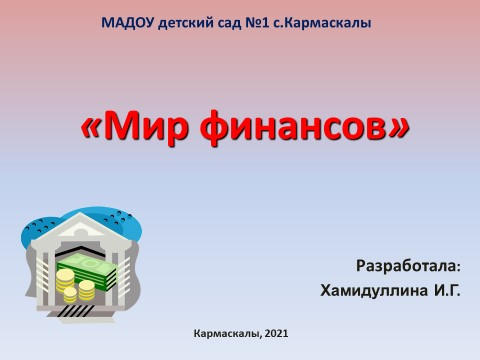 МАДОУ детский сад №1 с.Кармаскалы
«Мир финансов»
Разработала:
Хамидуллина И.Г.
Кармаскалы, 2021